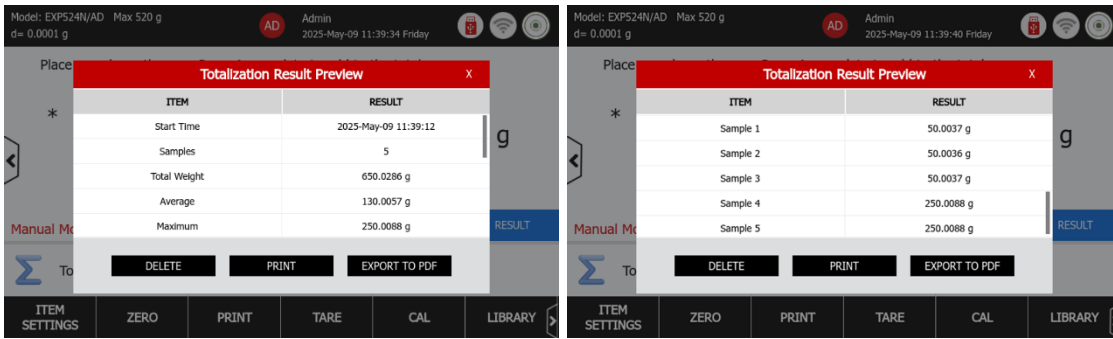 Model: EXP524N/AD Max 520 g
d= 0.0001 g
AD
Admin
2025-May-09 11:39:34 Friday
Place
Totalization Result Preview X
ITEM RESULT
*
Start Time 2025-May-09 11:39:12
g
Samples 5
Total Weight 650.0286 g
Average 130.0057 g
Manual Mo
Maximum 250.0088 g
RESULT
To
DELETE PRINT EXPORT TO PDF
ITEM SETTINGS ZERO PRINT TARE CAL LIBRARY
Model: EXP524N/AD Max 520 g
d= 0.0001 g
AD
Admin
2025-May-09 11:39:40 Friday
Place
Totalization Result Preview X
ITEM RESULT
*
Sample 1 50.0037 g
g
Sample 2 50.0036 g
Sample 3 50.0037 g
Sample 4 250.0088 g
Manual Mo
Sample 5 250.0088 g
RESULT
To
DELETE PRINT EXPORT TO PDF
ITEM SETTINGS ZERO PRINT TARE CAL LIBRARY